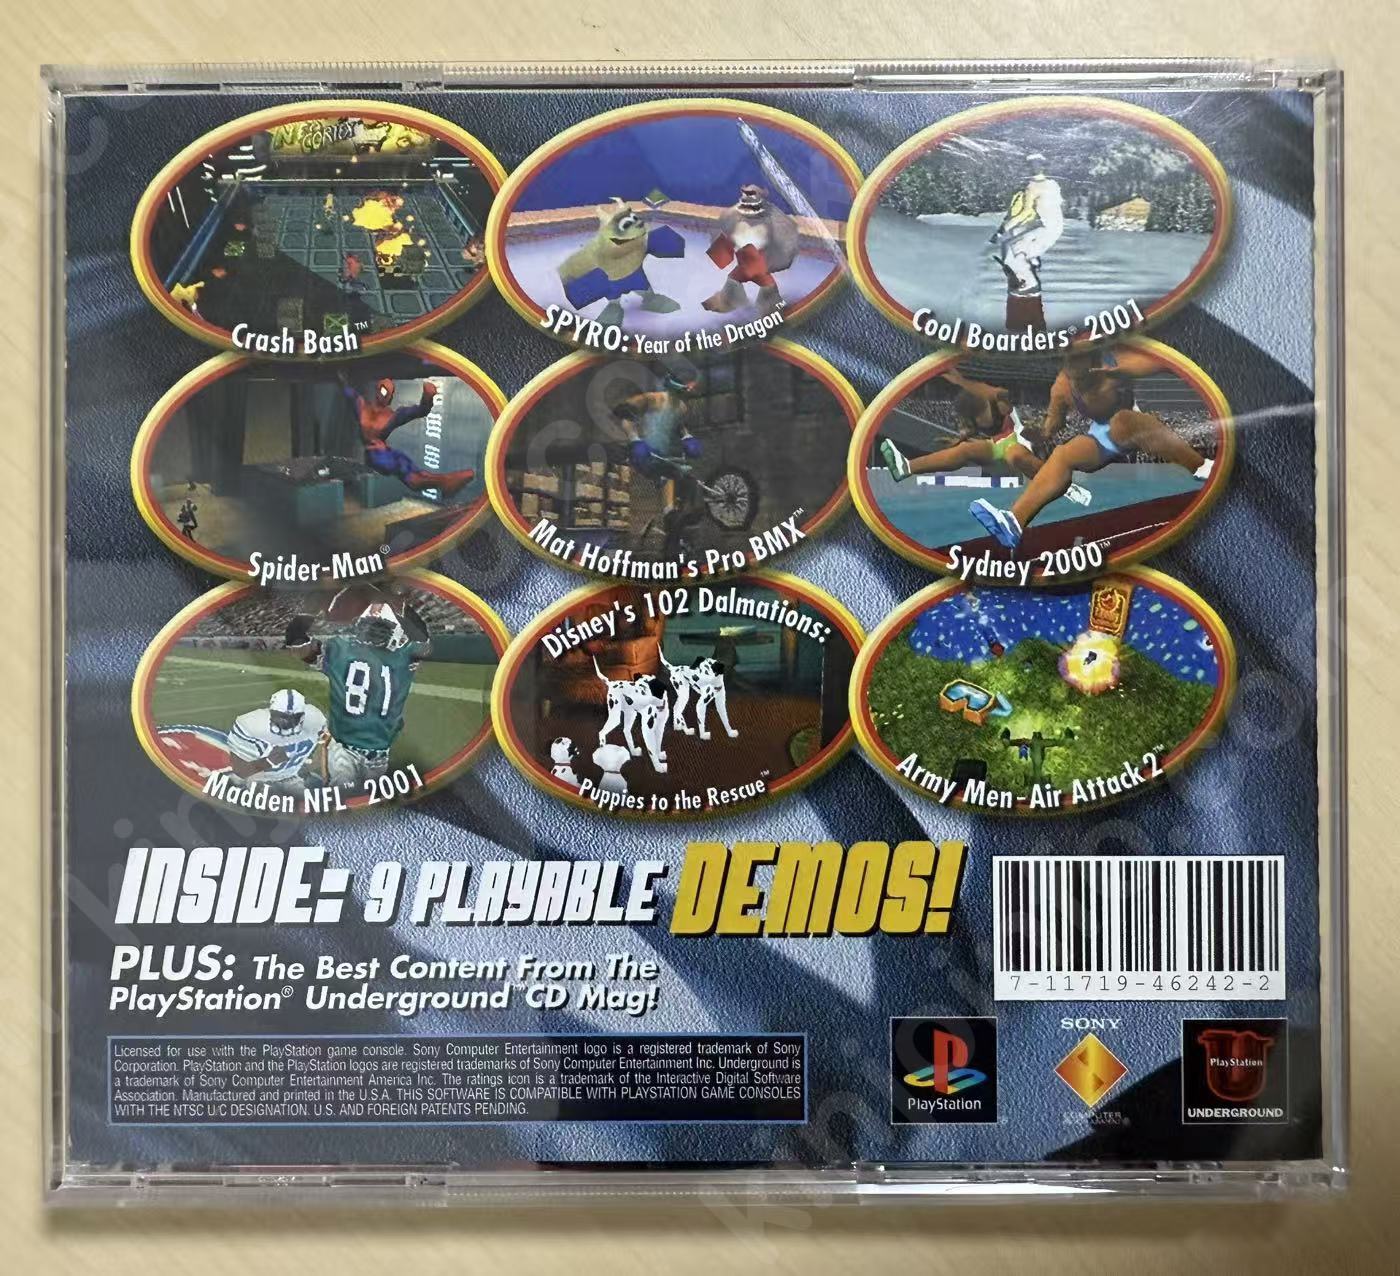 N. CORTEX
Crash Bash™
SPYRO: Year of the Dragon™
Cool Boarders® 2001
Spider-Man®
Mat Hoffman's Pro BMX™
Sydney 2000™
81
Madden NFL™ 2001
Disney's 102 Dalmations:
Puppies to the Rescue™
Army Men-Air Attack 2™
INSIDE: 9 PLAYABLE DEMOS!
PLUS: The Best Content From The
PlayStation® Underground™ CD Mag!
7-11719-46242-2
Licensed for use with the PlayStation game console. Sony Computer Entertainment logo is a registered trademark of Sony
Corporation. PlayStation and the PlayStation logos are registered trademarks of Sony Computer Entertainment Inc. Underground is
a trademark of Sony Computer Entertainment America Inc. The ratings icon is a trademark of the Interactive Digital Software
Association. Manufactured and printed in the U.S.A. THIS SOFTWARE IS COMPATIBLE WITH PLAYSTATION GAME CONSOLES
WITH THE NTSC U/C DESIGNATION. U.S. AND FOREIGN PATENTS PENDING.
PlayStation
SONY
COMPUTER
ENTERTAINMENT®
PlayStation
UNDERGROUND